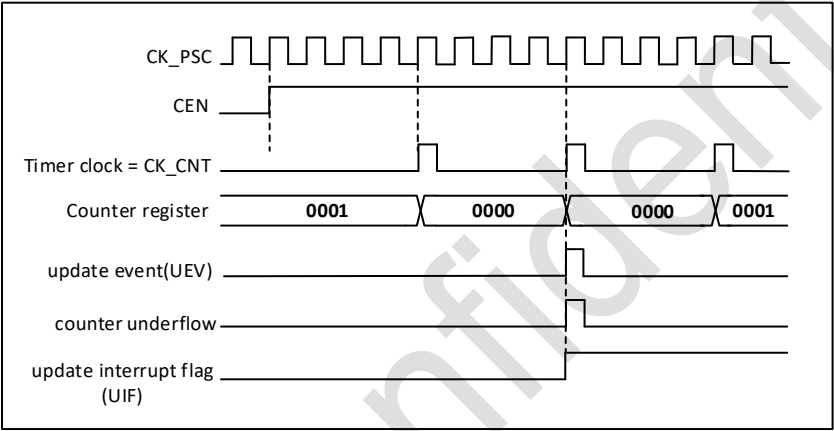 CK_PSC
CEN
Timer clock = CK_CNT
Counter register 0001 0000 0000 0001
update event(UEV)
counter underflow
update interrupt flag
(UIF)